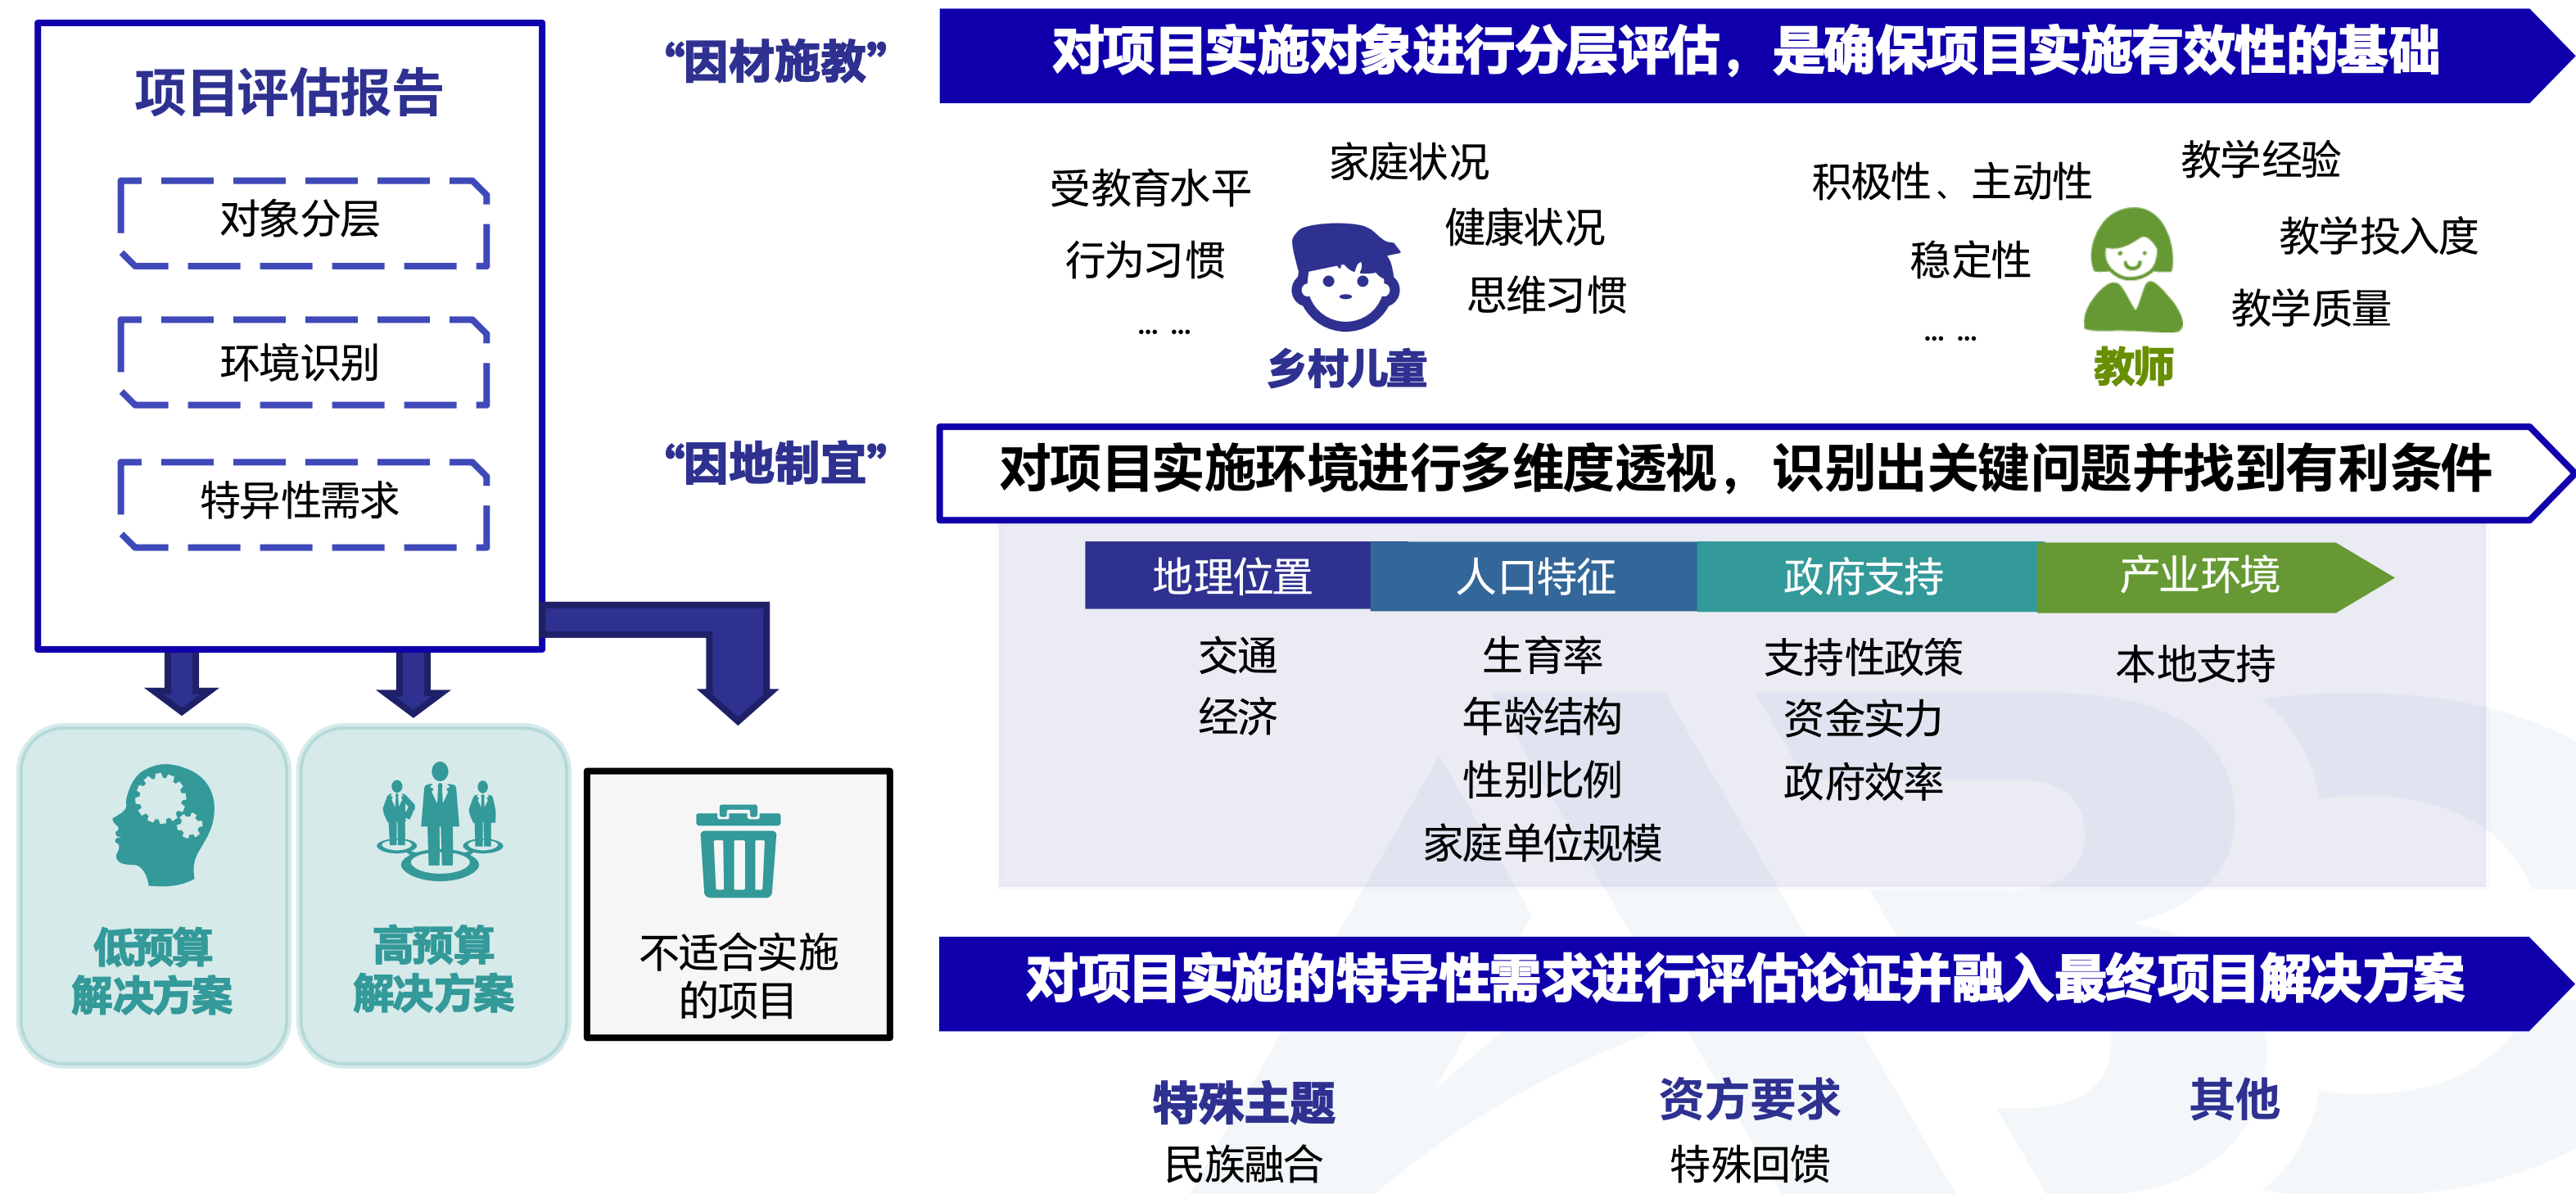 项目评估报告
对象分层
环境识别
特异性需求
低预算
解决方案
高预算
解决方案
不适合实施
的项目
“因材施教”
对项目实施对象进行分层评估，是确保项目实施有效性的基础
受教育水平
家庭状况
行为习惯
健康状况
思维习惯
... ...
乡村儿童
积极性、主动性
教学经验
稳定性
教学投入度
教学质量
... ...
教师
“因地制宜”
对项目实施环境进行多维度透视，识别出关键问题并找到有利条件
地理位置
交通
经济
人口特征
生育率
年龄结构
性别比例
家庭单位规模
政府支持
支持性政策
资金实力
政府效率
产业环境
本地支持
对项目实施的特异性需求进行评估论证并融入最终项目解决方案
特殊主题
民族融合
资方要求
特殊回馈
其他